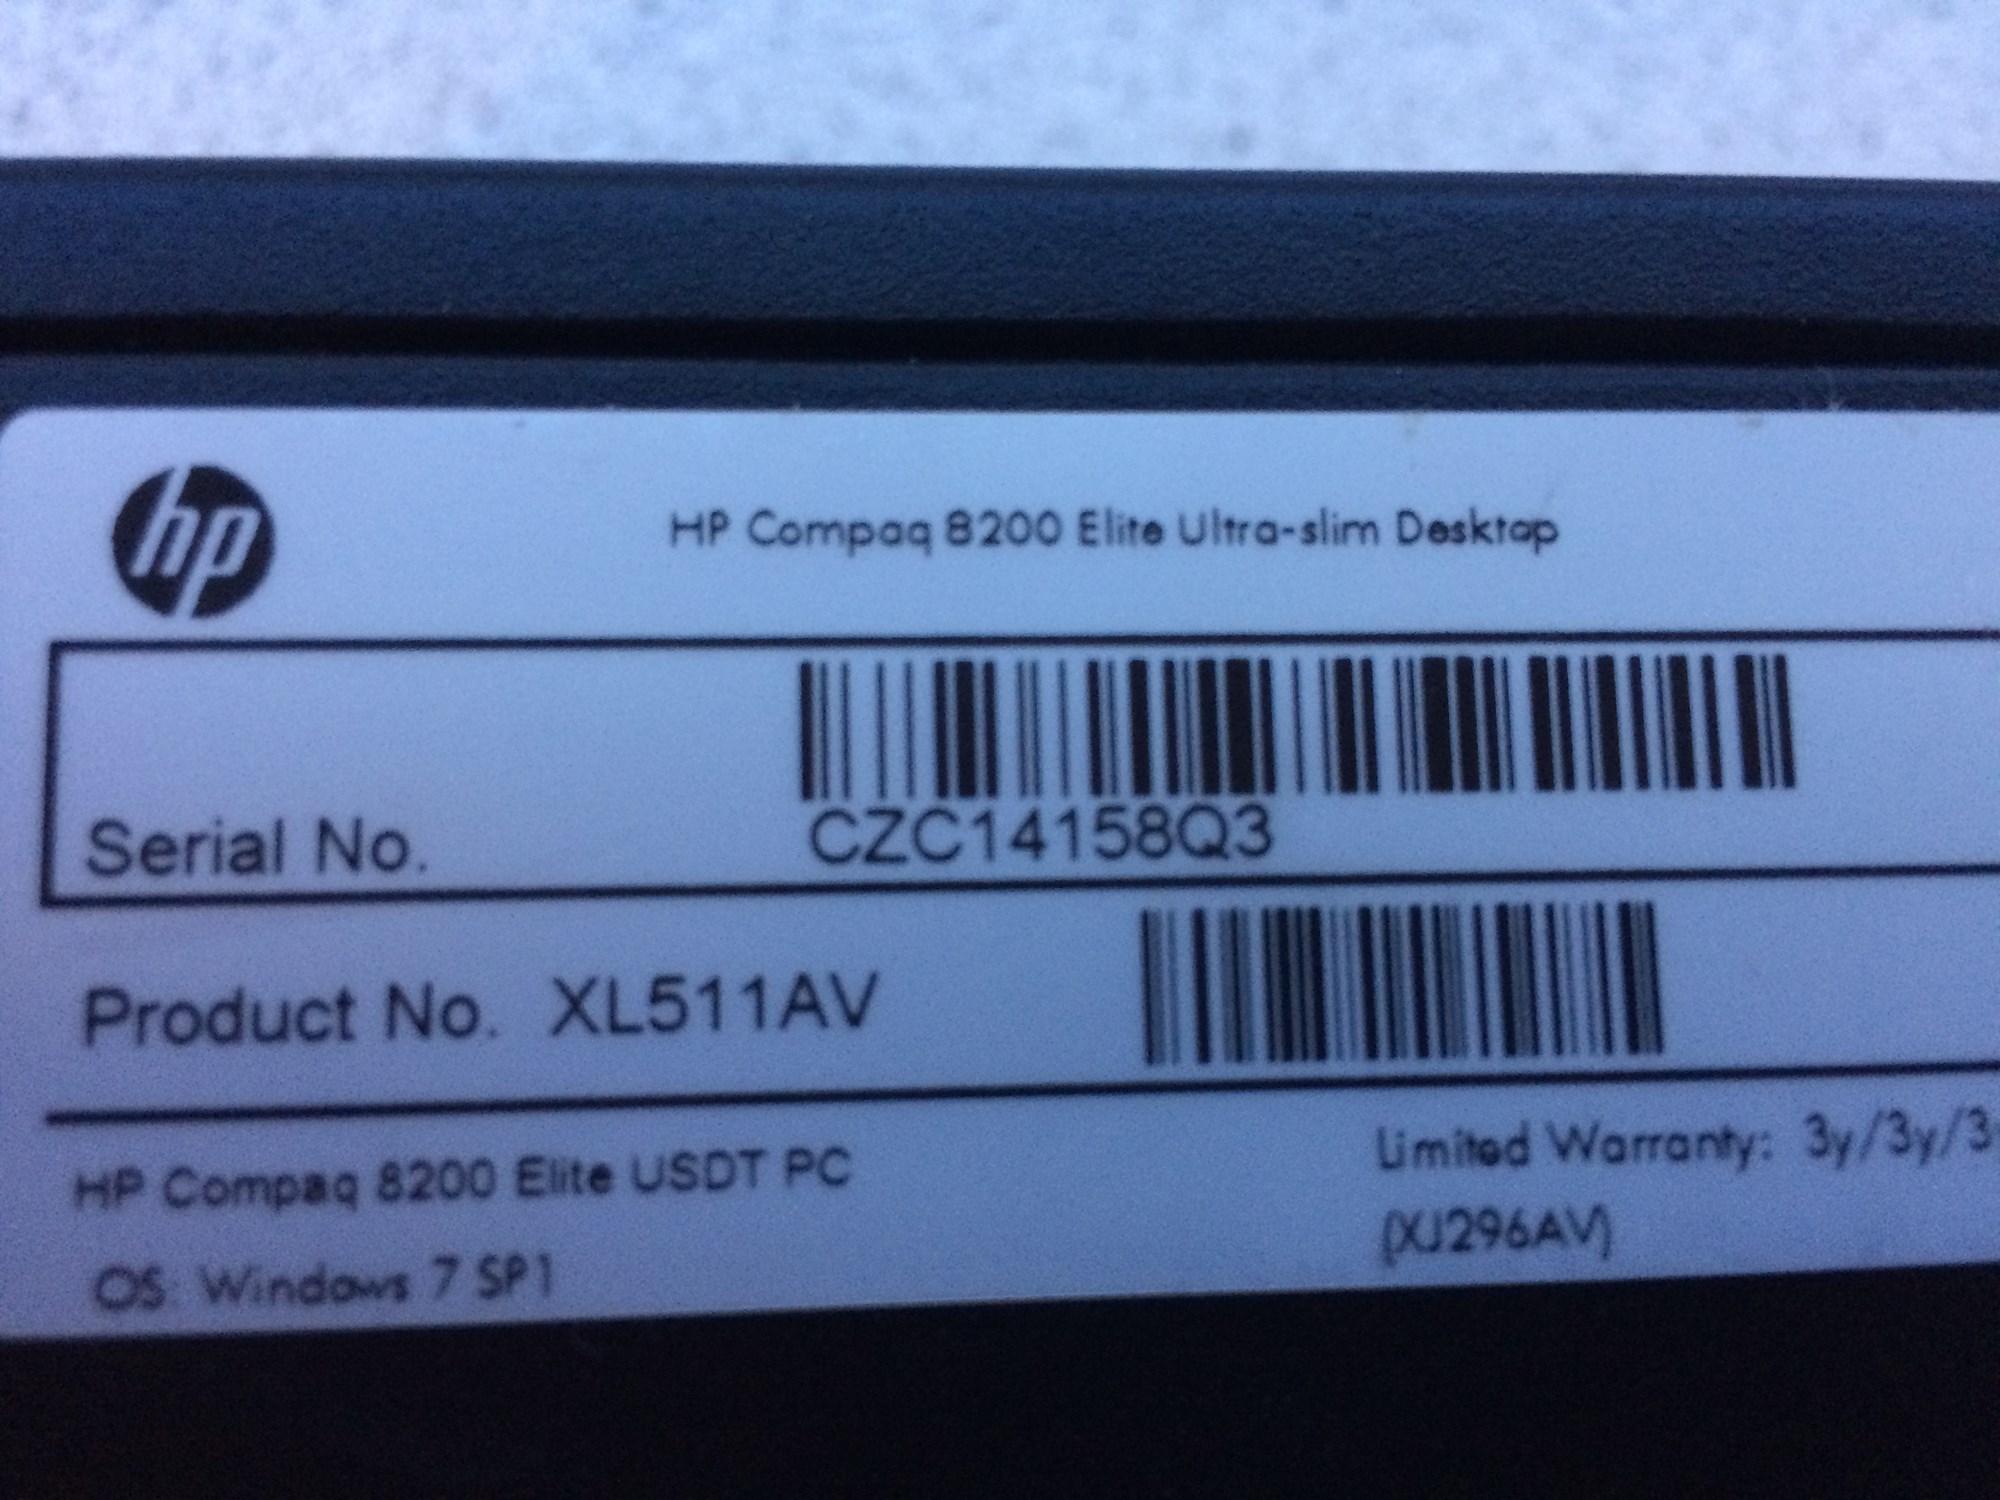 hp
HP Compaq 8200 Elite Ultra-slim Desktop
Serial No. CZC14158Q3
Product No. XL511AV
HP Compaq 8200 Elite USDT PC
Limited Warranty: 3y/3y/3
(XJ296AV)
OS: Windows 7 SP1